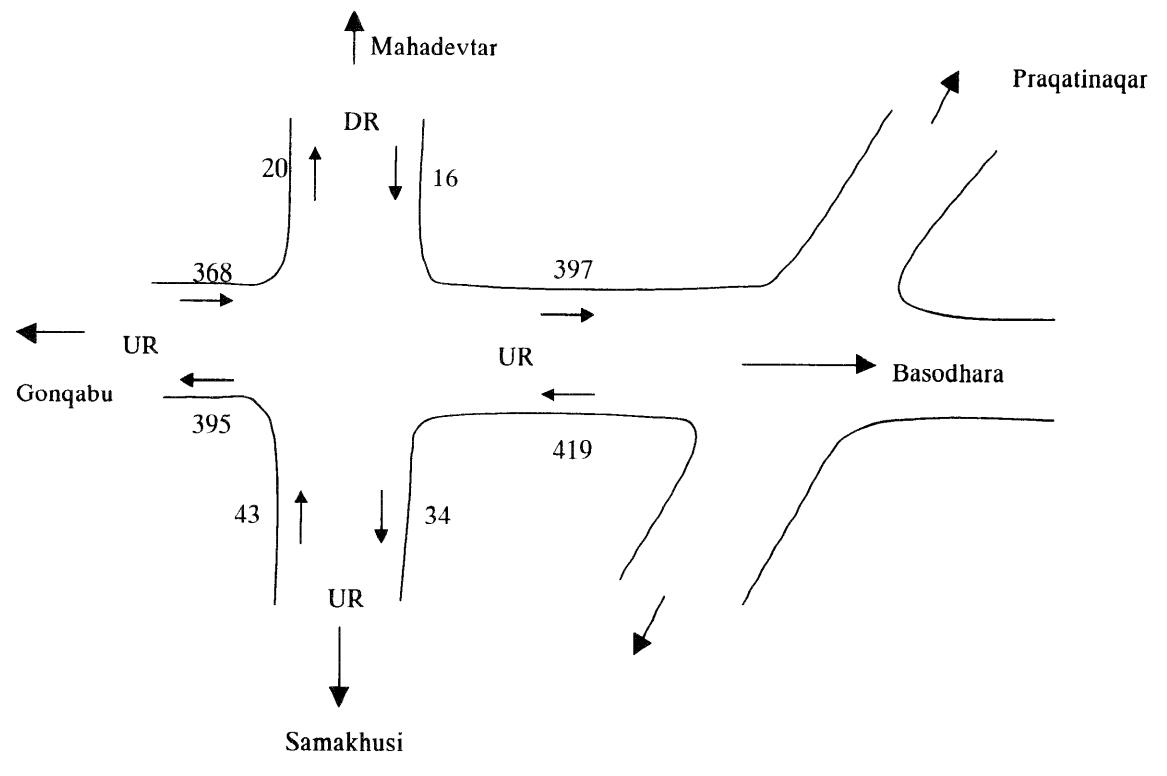 Mahadevtar
Praqatinaqar
DR
20
16
368
397
UR
UR
Gonqabu
Basodhara
395
419
43
34
UR
Samakhusi